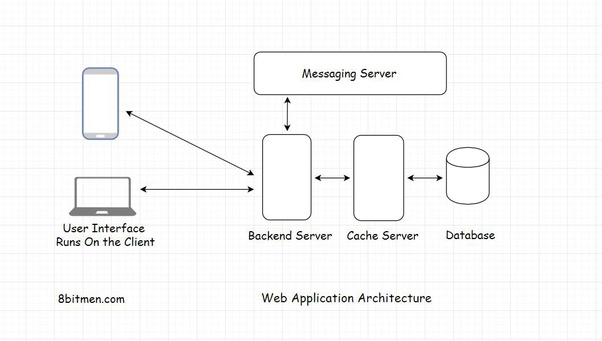 Messaging Server
User Interface
Runs On the Client
Backend Server
Cache Server
Database
8bitmen.com
Web Application Architecture